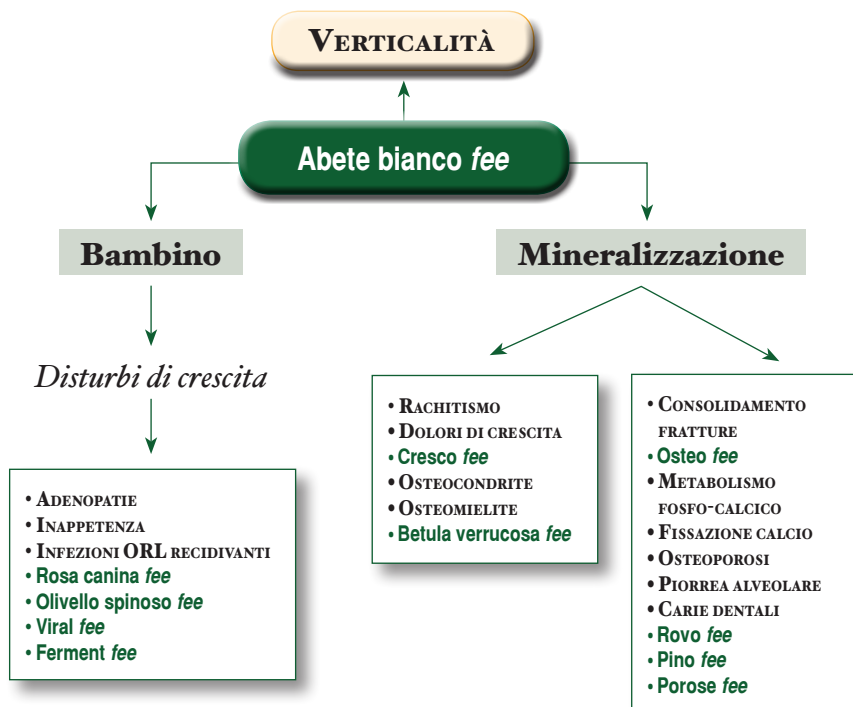 VERTICALITÀ
Abete bianco fee
Bambino
Mineralizzazione
Disturbi di crescita
• ADENOPATIE
• INAPPETENZA
• INFEZIONI ORL RECIDIVANTI
• Rosa canina fee
• Olivello spinoso fee
• Viral fee
• Ferment fee
• RACHITISMO
• DOLORI DI CRESCITA
• Cresco fee
• OSTEOCONDRITE
• OSTEOMIELITE
• Betula verrucosa fee
• CONSOLIDAMENTO
FRATTURE
• Osteo fee
• METABOLISMO
FOSFO-CALCICO
• FISSAZIONE CALCIO
• OSTEOPOROSI
• PIORREA ALVEOLARE
• CARIE DENTALI
• Rovo fee
• Pino fee
• Porose fee